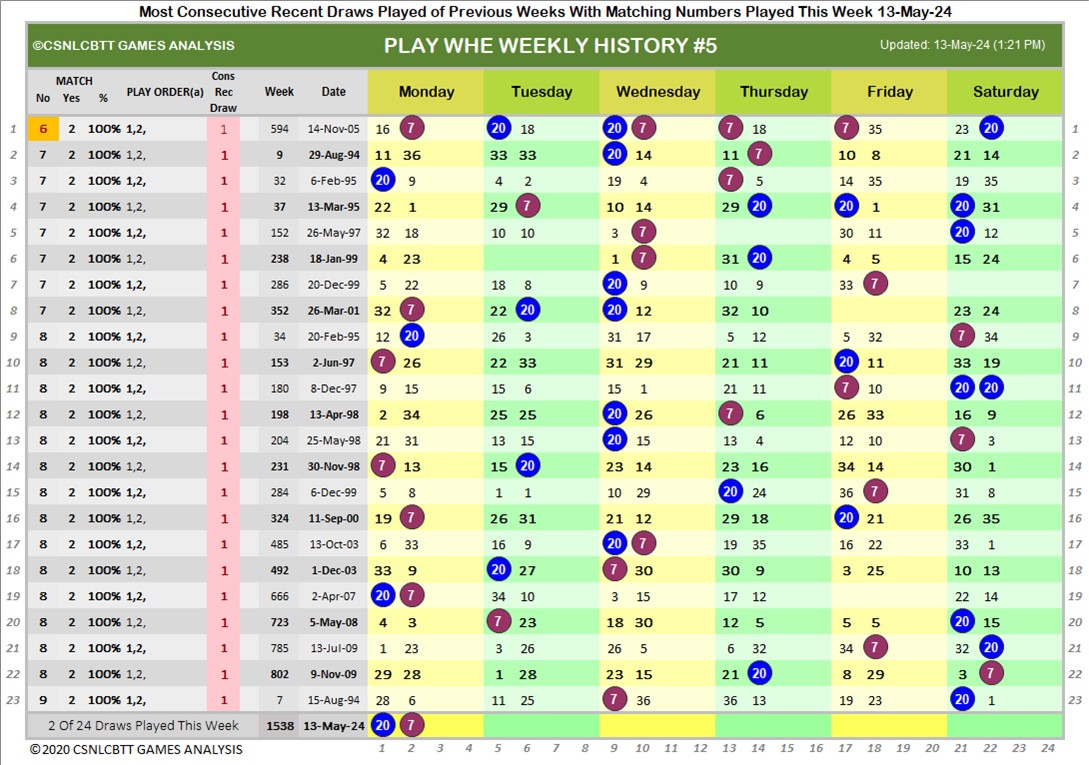 Most Consecutive Recent Draws Played of Previous Weeks With Matching Numbers Played This Week 13-May-24
©CSNLCBTT GAMES ANALYSIS PLAY WHE WEEKLY HISTORY #5 Updated: 13-May-24 (1:21 PM)
MATCH Cons
No Yes % PLAY ORDER(a) Rec Week Date Monday Tuesday Wednesday Thursday Friday Saturday
Draw
1 6 2 100% 1,2, 1 594 14-Nov-05 16 7 20 18 20 7 7 18 7 35 23 20 1
2 7 2 100% 1,2, 1 9 29-Aug-94 11 36 33 33 20 14 11 7 10 8 21 14 2
3 7 2 100% 1,2, 1 32 6-Feb-95 20 9 4 2 19 4 7 5 14 35 19 35 3
4 7 2 100% 1,2, 1 37 13-Mar-95 22 1 29 7 10 14 29 20 20 1 20 31 4
5 7 2 100% 1,2, 1 152 26-May-97 32 18 10 10 3 7 30 11 20 12 5
6 7 2 100% 1,2, 1 238 18-Jan-99 4 23 1 7 31 20 4 5 15 24 6
7 7 2 100% 1,2, 1 286 20-Dec-99 5 22 18 8 20 9 10 9 33 7 7
8 7 2 100% 1,2, 1 352 26-Mar-01 32 7 22 20 20 12 32 10 23 24 8
9 8 2 100% 1,2, 1 34 20-Feb-95 12 20 26 3 31 17 5 12 5 32 7 34 9
10 8 2 100% 1,2, 1 153 2-Jun-97 7 26 22 33 31 29 21 11 20 11 33 19 10
11 8 2 100% 1,2, 1 180 8-Dec-97 9 15 15 6 15 1 21 11 7 10 20 20 11
12 8 2 100% 1,2, 1 198 13-Apr-98 2 34 25 25 20 26 7 6 26 33 16 9 12
13 8 2 100% 1,2, 1 204 25-May-98 21 31 13 15 20 15 13 4 12 10 7 3 13
14 8 2 100% 1,2, 1 231 30-Nov-98 7 13 15 20 23 14 23 16 34 14 30 1 14
15 8 2 100% 1,2, 1 284 6-Dec-99 5 8 1 1 10 29 20 24 36 7 31 8 15
16 8 2 100% 1,2, 1 324 11-Sep-00 19 7 26 31 21 12 29 18 20 21 26 35 16
17 8 2 100% 1,2, 1 485 13-Oct-03 6 33 16 9 20 7 19 35 16 22 33 1 17
18 8 2 100% 1,2, 1 492 1-Dec-03 33 9 20 27 7 30 30 9 3 25 10 13 18
19 8 2 100% 1,2, 1 666 2-Apr-07 20 7 34 10 3 15 17 12 22 14 19
20 8 2 100% 1,2, 1 723 5-May-08 4 3 7 23 18 30 12 5 5 5 20 15 20
21 8 2 100% 1,2, 1 785 13-Jul-09 1 23 3 26 26 5 6 32 34 7 32 20 21
22 8 2 100% 1,2, 1 802 9-Nov-09 29 28 1 28 23 15 21 20 8 29 3 7 22
23 9 2 100% 1,2, 1 7 15-Aug-94 28 6 11 25 7 36 36 13 19 23 20 1 23
2 Of 24 Draws Played This Week 1538 13-May-24 20 7
©2020 CSNLCBTT GAMES ANALYSIS 1 2 3 4 5 6 7 8 9 10 11 12 13 14 15 16 17 18 19 20 21 22 23 24